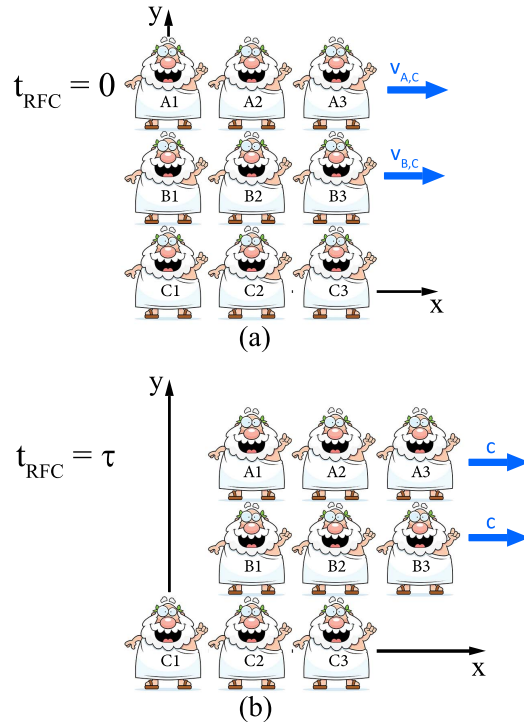 y
t_RFC = 0
A1 A2 A3
v_A,C
B1 B2 B3
v_B,C
C1 C2 C3
x
(a)
y
t_RFC = τ
A1 A2 A3
c
B1 B2 B3
c
C1 C2 C3
x
(b)